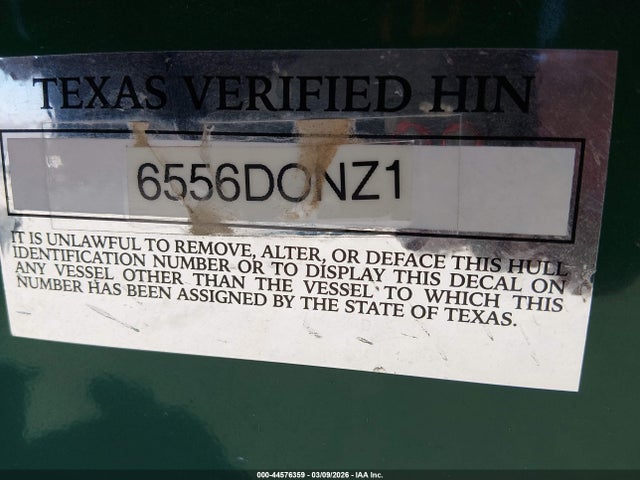 TEXAS VERIFIED HIN
6556DONZ1
IT IS UNLAWFUL TO REMOVE, ALTER, OR DEFACE THIS HULL
IDENTIFICATION NUMBER OR TO DISPLAY THIS DECAL ON
ANY VESSEL OTHER THAN THE VESSEL TO WHICH THIS
NUMBER HAS BEEN ASSIGNED BY THE STATE OF TEXAS.
000-44576359 - 03/09/2026 - IAA Inc.